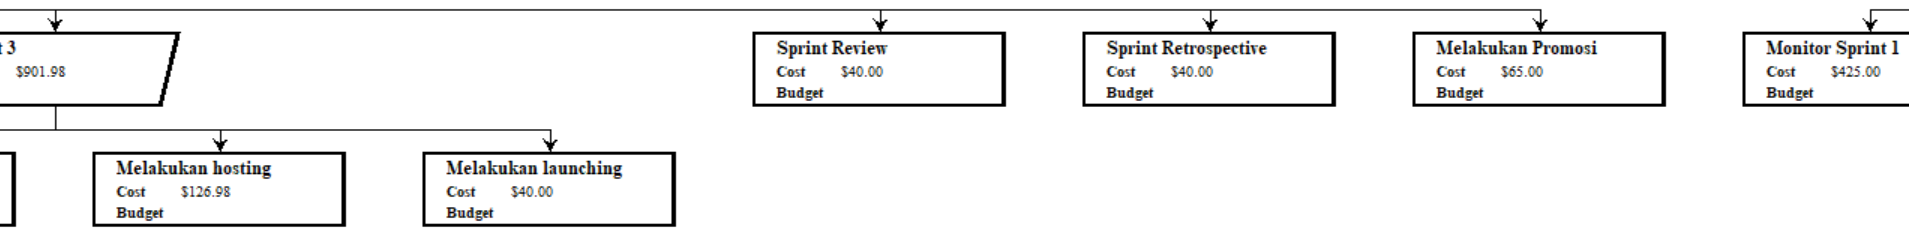 t 3
$901.98
Sprint Review
Cost $40.00
Budget
Sprint Retrospective
Cost $40.00
Budget
Melakukan Promosi
Cost $65.00
Budget
Monitor Sprint 1
Cost $425.00
Budget
Melakukan hosting
Cost $126.98
Budget
Melakukan launching
Cost $40.00
Budget